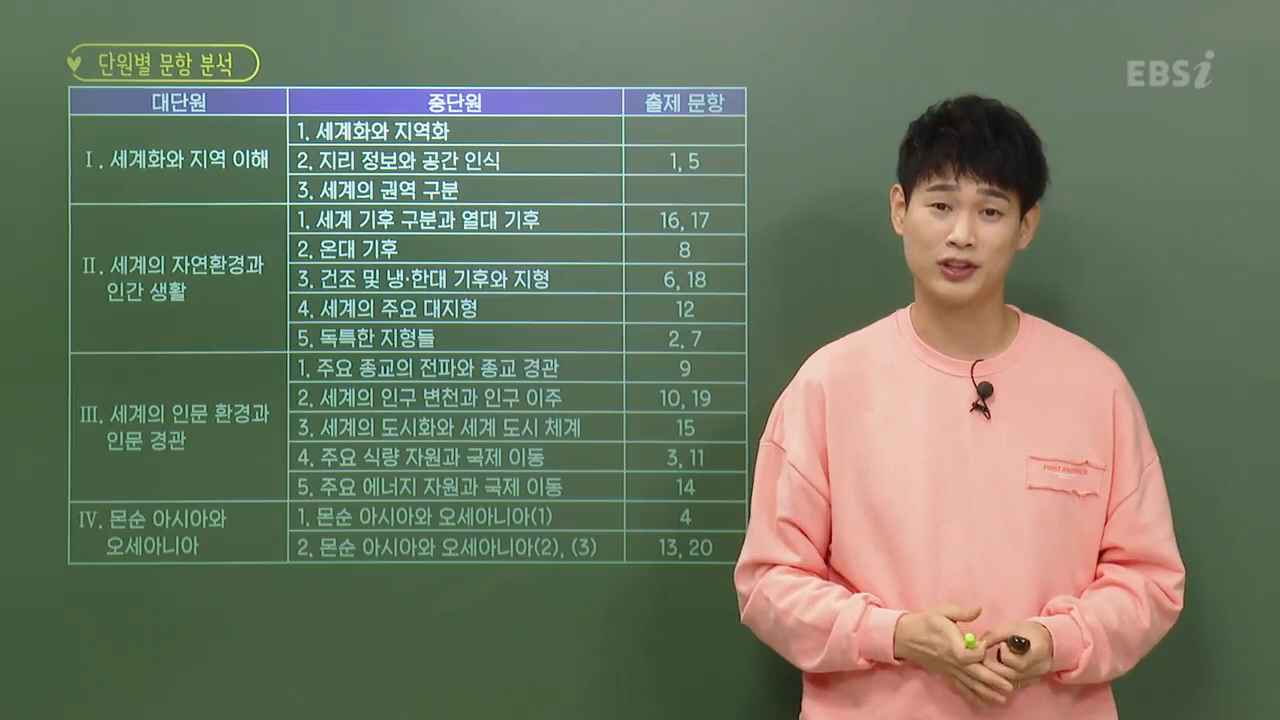 단원별 문항 분석
EBSi
대단원 중단원 출제 문항
Ⅰ. 세계화와 지역 이해
1. 세계화와 지역화
2. 지리 정보와 공간 인식 1, 5
3. 세계의 권역 구분
Ⅱ. 세계의 자연환경과
인간 생활
1. 세계 기후 구분과 열대 기후 16, 17
2. 온대 기후 8
3. 건조 및 냉·한대 기후와 지형 6, 18
4. 세계의 주요 대지형 12
5. 독특한 지형들 2, 7
Ⅲ. 세계의 인문 환경과
인문 경관
1. 주요 종교의 전파와 종교 경관 9
2. 세계의 인구 변천과 인구 이주 10, 19
3. 세계의 도시화와 세계 도시 체계 15
4. 주요 식량 자원과 국제 이동 3, 11
5. 주요 에너지 자원과 국제 이동 14
Ⅳ. 몬순 아시아와
오세아니아
1. 몬순 아시아와 오세아니아(1) 4
2. 몬순 아시아와 오세아니아(2), (3) 13, 20